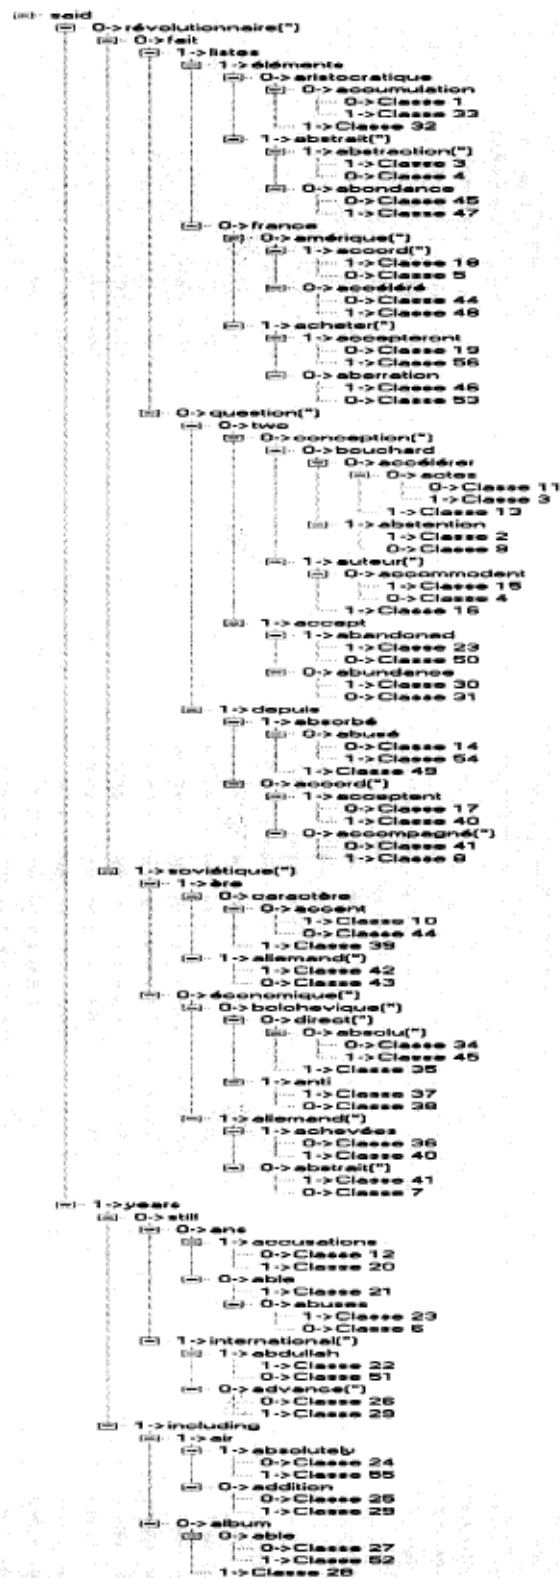 said
0->révolutionnaire(")
0->fait
1->listes
1->éléments
0->aristocratique
0->accumulation
0->Classe 1
1->Classe 33
1->Classe 32
1->abstrait(")
1->abstraction(")
1->Classe 3
0->Classe 4
0->abondance
0->Classe 45
1->Classe 47
0->france
0->amérique(")
1->accord(")
1->Classe 18
0->Classe 5
0->accéléré
0->Classe 44
1->Classe 48
1->acheter(")
1->accepteront
0->Classe 19
1->Classe 56
0->aberration
1->Classe 46
0->Classe 53
0->question(")
0->two
0->conception(")
0->bouchard
0->accélérer
0->actes
0->Classe 11
1->Classe 3
1->Classe 13
1->abstention
1->Classe 2
0->Classe 9
1->auteur(")
0->accommodent
1->Classe 15
0->Classe 4
1->Classe 16
1->accept
1->abandoned
1->Classe 23
0->Classe 50
0->abundance
1->Classe 30
0->Classe 31
1->depuis
1->absorbé
0->abusé
0->Classe 14
1->Classe 54
1->Classe 49
0->accord(")
1->acceptent
0->Classe 17
1->Classe 40
0->accompagné(")
0->Classe 41
1->Classe 8
1->soviétique(")
1->ère
0->caractère
0->accent
1->Classe 10
0->Classe 44
1->Classe 39
1->allemand(")
1->Classe 42
0->Classe 43
0->économique(")
0->bolchevique(")
0->direct(")
0->absolu(")
0->Classe 34
1->Classe 45
1->Classe 35
1->anti
1->Classe 37
0->Classe 38
1->allemand(")
1->achevées
0->Classe 36
1->Classe 40
0->abstrait(")
1->Classe 41
0->Classe 7
1->years
0->still
0->ans
1->accusations
0->Classe 12
1->Classe 20
0->able
1->Classe 21
0->abuses
1->Classe 23
0->Classe 6
1->international(")
1->abdullah
1->Classe 22
0->Classe 51
0->advance(")
0->Classe 26
1->Classe 29
1->including
1->air
1->absolutely
0->Classe 24
1->Classe 55
0->addition
0->Classe 25
1->Classe 29
0->album
0->able
0->Classe 27
1->Classe 52
1->Classe 28